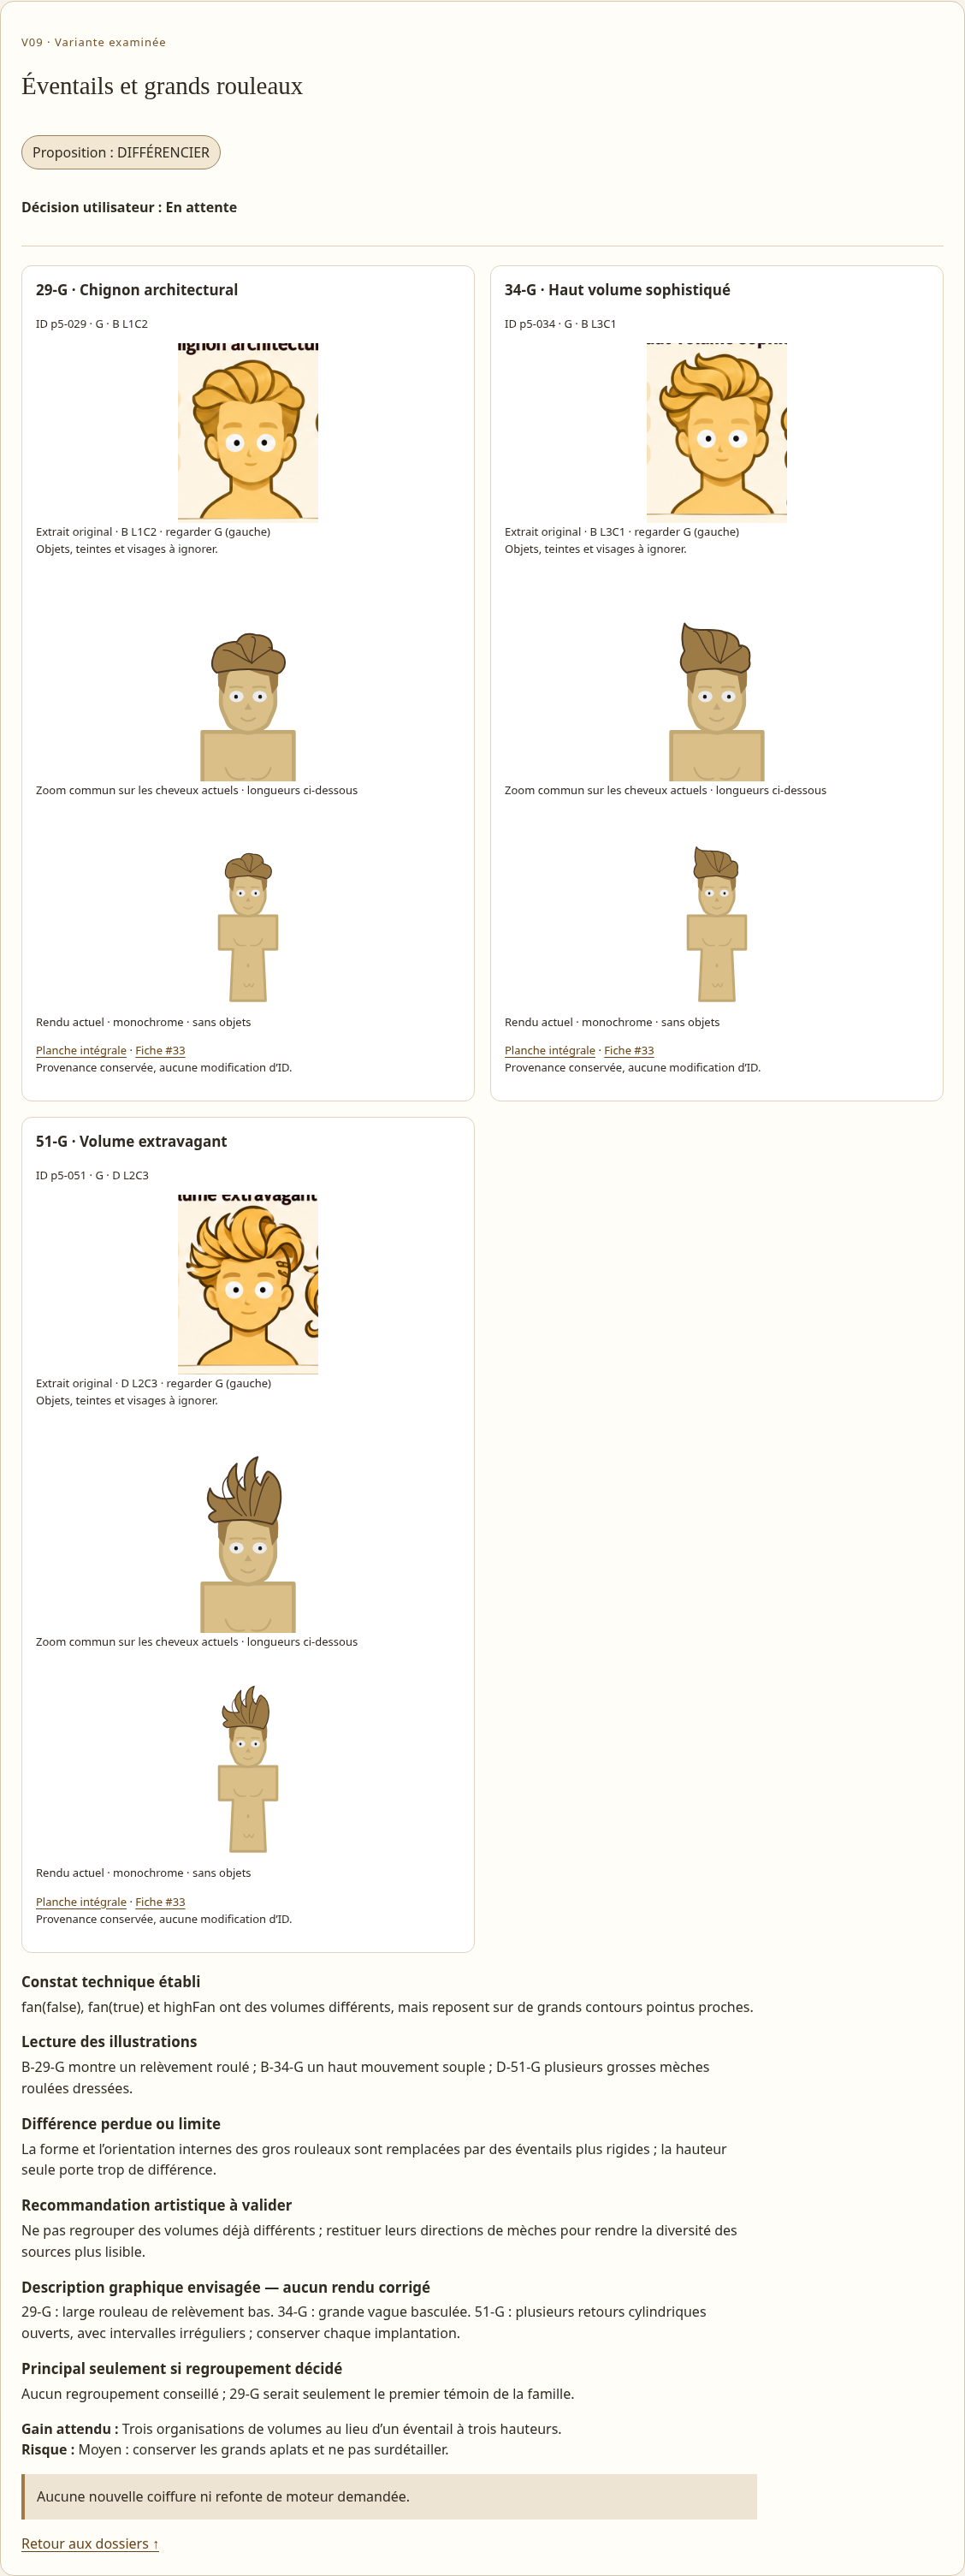 V09 · Variante examinée
Éventails et grands rouleaux
Proposition : DIFFÉRENCIER
Décision utilisateur : En attente
29-G · Chignon architectural
ID p5-029 · G · B L1C2
Extrait original · B L1C2 · regarder G (gauche)
Objets, teintes et visages à ignorer.
Zoom commun sur les cheveux actuels · longueurs ci-dessous
Rendu actuel · monochrome · sans objets
Planche intégrale · Fiche #33
Provenance conservée, aucune modification d’ID.
34-G · Haut volume sophistiqué
ID p5-034 · G · B L3C1
Extrait original · B L3C1 · regarder G (gauche)
Objets, teintes et visages à ignorer.
Zoom commun sur les cheveux actuels · longueurs ci-dessous
Rendu actuel · monochrome · sans objets
Planche intégrale · Fiche #33
Provenance conservée, aucune modification d’ID.
51-G · Volume extravagant
ID p5-051 · G · D L2C3
lume extravagant
Extrait original · D L2C3 · regarder G (gauche)
Objets, teintes et visages à ignorer.
Zoom commun sur les cheveux actuels · longueurs ci-dessous
Rendu actuel · monochrome · sans objets
Planche intégrale · Fiche #33
Provenance conservée, aucune modification d’ID.
Constat technique établi
fan(false), fan(true) et highFan ont des volumes différents, mais reposent sur de grands contours pointus proches.
Lecture des illustrations
B-29-G montre un relèvement roulé ; B-34-G un haut mouvement souple ; D-51-G plusieurs grosses mèches
roulées dressées.
Différence perdue ou limite
La forme et l’orientation internes des gros rouleaux sont remplacées par des éventails plus rigides ; la hauteur
seule porte trop de différence.
Recommandation artistique à valider
Ne pas regrouper des volumes déjà différents ; restituer leurs directions de mèches pour rendre la diversité des
sources plus lisible.
Description graphique envisagée — aucun rendu corrigé
29-G : large rouleau de relèvement bas. 34-G : grande vague basculée. 51-G : plusieurs retours cylindriques
ouverts, avec intervalles irréguliers ; conserver chaque implantation.
Principal seulement si regroupement décidé
Aucun regroupement conseillé ; 29-G serait seulement le premier témoin de la famille.
Gain attendu : Trois organisations de volumes au lieu d’un éventail à trois hauteurs.
Risque : Moyen : conserver les grands aplats et ne pas surdétailler.
Aucune nouvelle coiffure ni refonte de moteur demandée.
Retour aux dossiers ↑